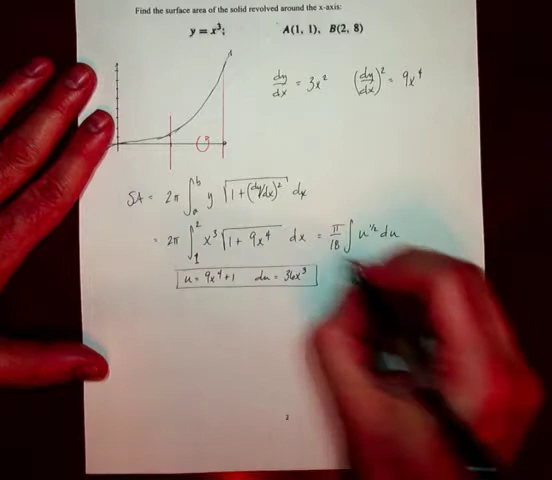 Find the surface area of the solid revolved around the x-axis:
y = x³; A(1, 1), B(2, 8)
dy/dx = 3x² (dy/dx)² = 9x⁴
SA = 2π ∫ₐᵇ y √(1 + (dy/dx)²) dx
= 2π ∫₁² x³ √(1 + 9x⁴) dx = π/18 ∫ u^(1/2) du
u = 9x⁴ + 1 du = 36x³
2